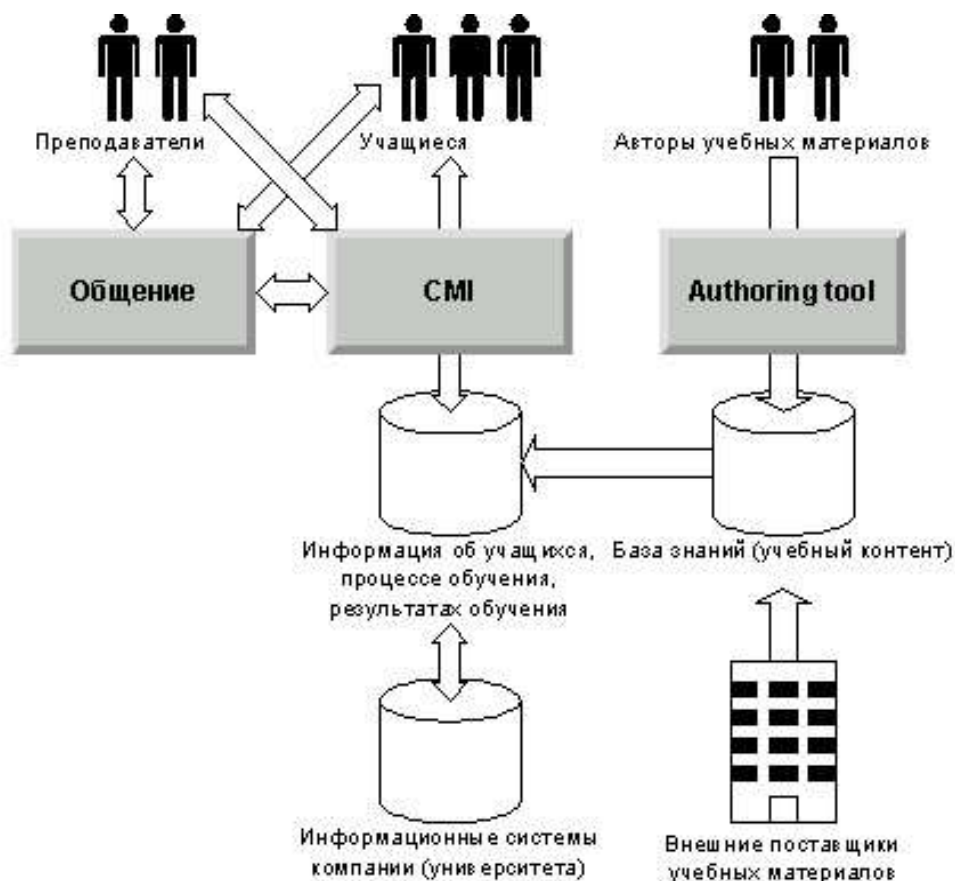 Преподаватели
Учащиеся
Авторы учебных материалов
Общение
CMI
Authoring tool
Информация об учащихся,
процессе обучения,
результатах обучения
База знаний (учебный контент)
Информационные системы
компании (университета)
Внешние поставщики
учебных материалов